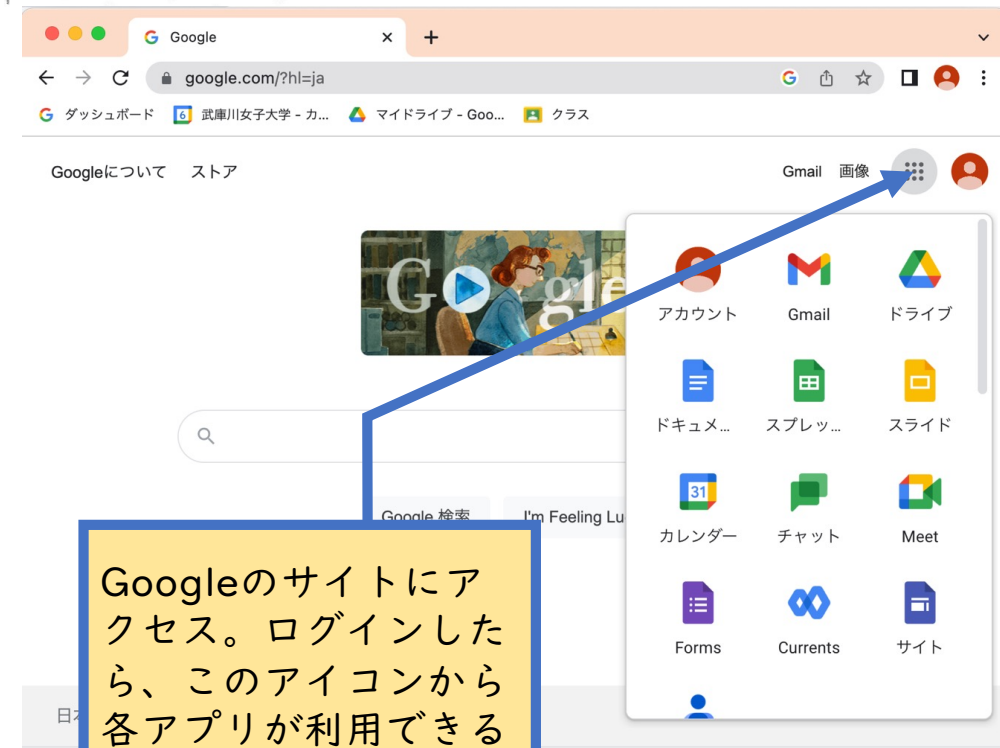 Google
google.com/?hl=ja
ダッシュボード 武庫川女子大学 - カ... マイドライブ - Goo... クラス
Googleについて ストア
Gmail 画像
Google
アカウント Gmail ドライブ
ドキュメ... スプレッ... スライド
31
カレンダー チャット Meet
Forms Currents サイト
Google 検索 I'm Feeling Lu
Googleのサイトにア
クセス。ログインした
ら、このアイコンから
各アプリが利用できる